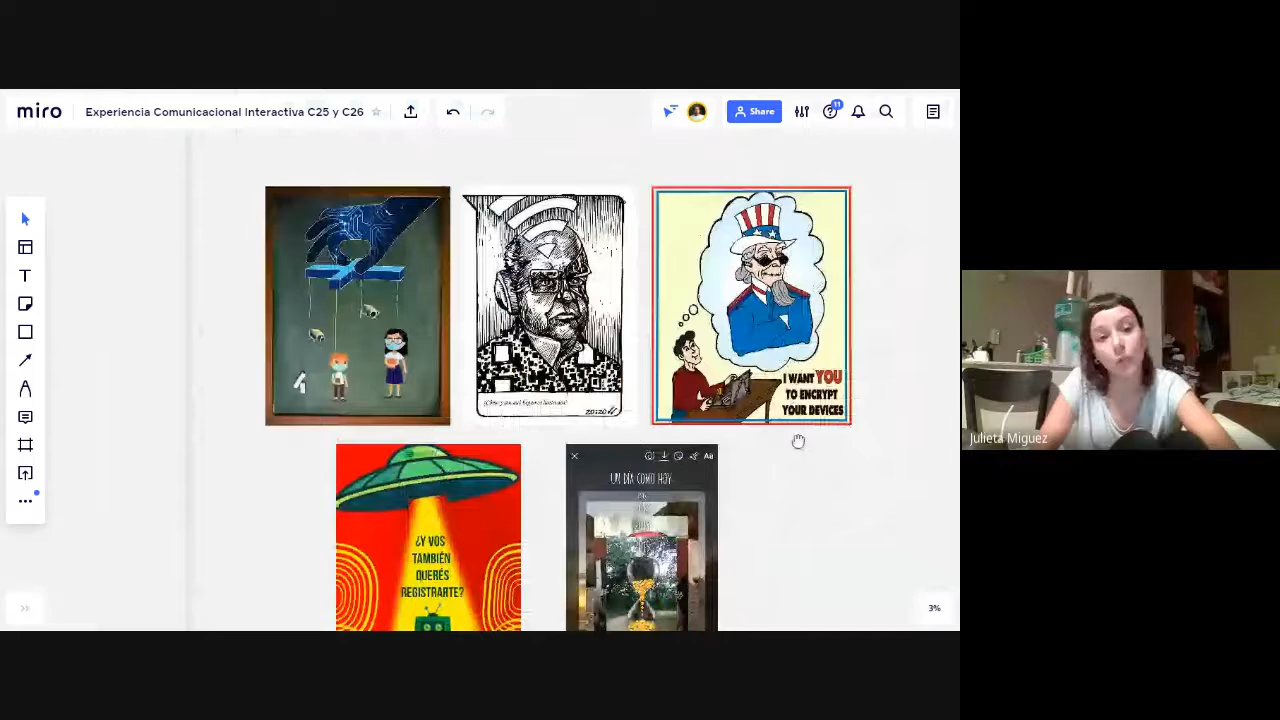 miro
Experiencia Comunicacional Interactiva C25 y C26
11
Share
T
I WANT YOU
TO ENCRYPT
YOUR DEVICES
Julieta Miguez
Aa
UN DÍA COMO HOY
¿Y VOS
TAMBIÉN
QUERÉS
REGISTRARTE?
3%